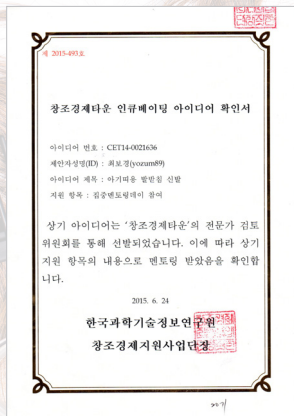 제 2015-493호
창조경제타운 인큐베이팅 아이디어 확인서
아이디어 번호 : CET14-0021636
제안자성명(ID) : 최보경(yozum89)
아이디어 제목 : 아기띠용 발받침 신발
지원 항목 : 집중멘토링데이 참여
상기 아이디어는 '창조경제타운'의 전문가 검토
위원회를 통해 선발되었습니다. 이에 따라 상기
지원 항목의 내용으로 멘토링 받았음을 확인합
니다.
2015. 6. 24
한국과학기술정보연구원
창조경제지원사업단장